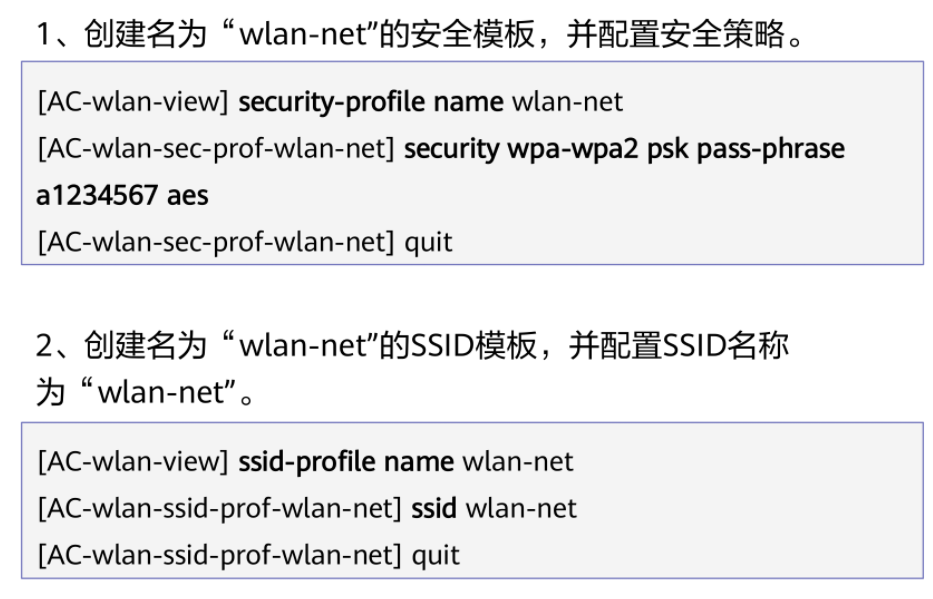 1、创建名为“wlan-net”的安全模板，并配置安全策略。
[AC-wlan-view] security-profile name wlan-net
[AC-wlan-sec-prof-wlan-net] security wpa-wpa2 psk pass-phrase
a1234567 aes
[AC-wlan-sec-prof-wlan-net] quit
2、创建名为“wlan-net”的SSID模板，并配置SSID名称
为“wlan-net”。
[AC-wlan-view] ssid-profile name wlan-net
[AC-wlan-ssid-prof-wlan-net] ssid wlan-net
[AC-wlan-ssid-prof-wlan-net] quit